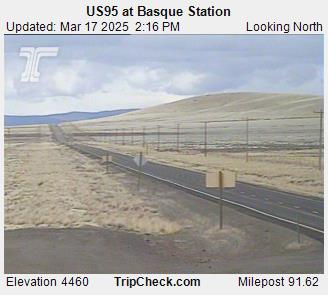 US95 at Basque Station
Updated: Mar 17 2025 2:16 PM Looking North
Elevation 4460 TripCheck.com Milepost 91.62